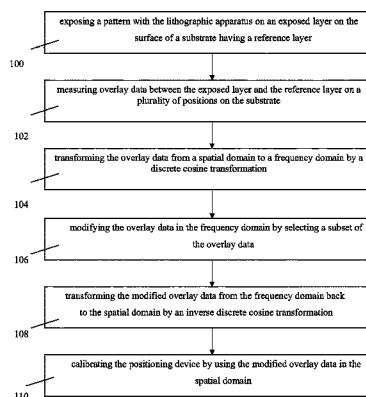 exposing a pattern with the lithographic apparatus on an exposed layer on the
surface of a substrate having a reference layer
100
measuring overlay data between the exposed layer and the reference layer on a
plurality of positions on the substrate
102
transforming the overlay data from a spatial domain to a frequency domain by a
discrete cosine transformation
104
modifying the overlay data in the frequency domain by selecting a subset of
the overlay data
106
transforming the modified overlay data from the frequency domain back
to the spatial domain by an inverse discrete cosine transformation
108
calibrating the positioning device by using the modified overlay data in the
spatial domain
110